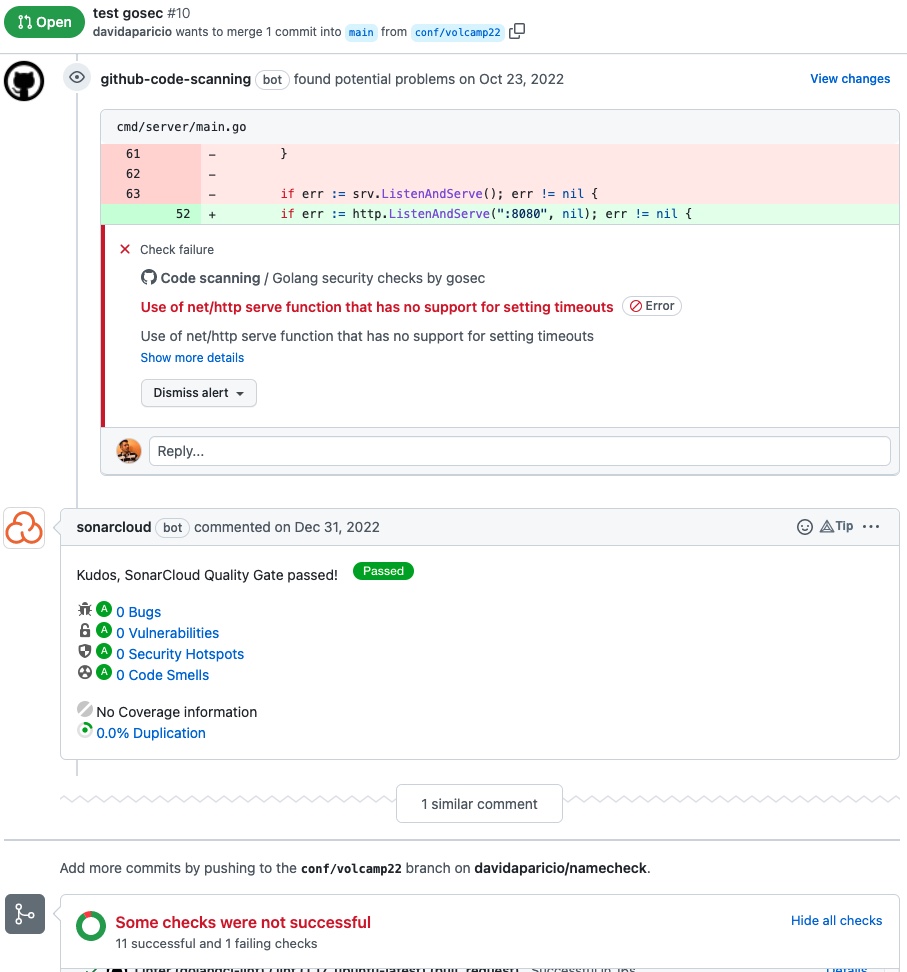 Open
test gosec #10
davidaparicio wants to merge 1 commit into main from conf/volcamp22
github-code-scanning bot found potential problems on Oct 23, 2022 View changes
cmd/server/main.go
61 - }
62 -
63 - if err := srv.ListenAndServe(); err != nil {
52 + if err := http.ListenAndServe(":8080", nil); err != nil {
Check failure
Code scanning / Golang security checks by gosec
Use of net/http serve function that has no support for setting timeouts Error
Use of net/http serve function that has no support for setting timeouts
Show more details
Dismiss alert
Reply...
sonarcloud bot commented on Dec 31, 2022 Tip ...
Kudos, SonarCloud Quality Gate passed! Passed
A 0 Bugs
A 0 Vulnerabilities
A 0 Security Hotspots
A 0 Code Smells
No Coverage information
0.0% Duplication
1 similar comment
Add more commits by pushing to the conf/volcamp22 branch on davidaparicio/namecheck.
Some checks were not successful Hide all checks
11 successful and 1 failing checks